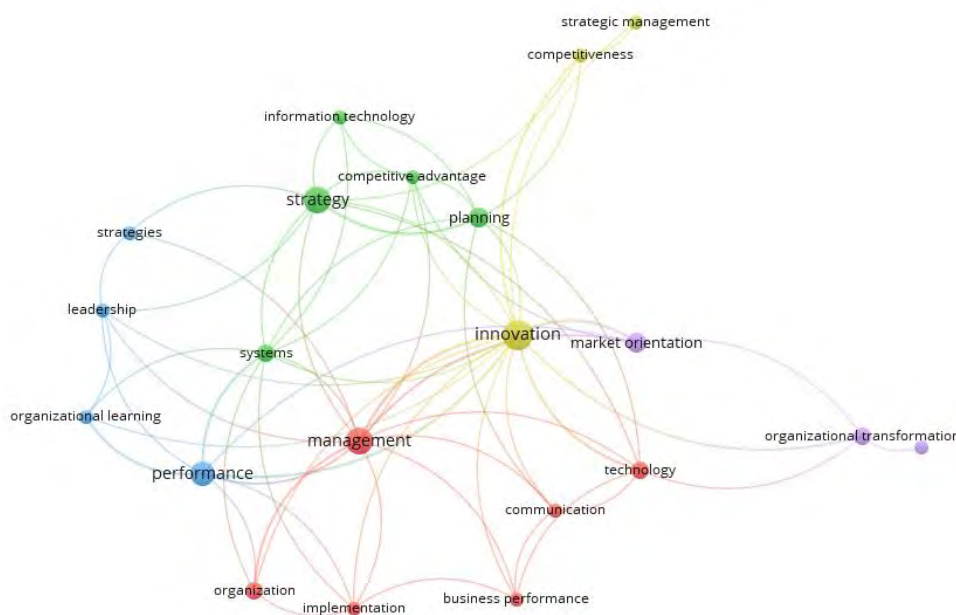 strategic management
competitiveness
information technology
competitive advantage
strategy
planning
strategies
leadership
innovation
market orientation
systems
organizational learning
management
organizational transformation
performance
technology
communication
organization
business performance
implementation